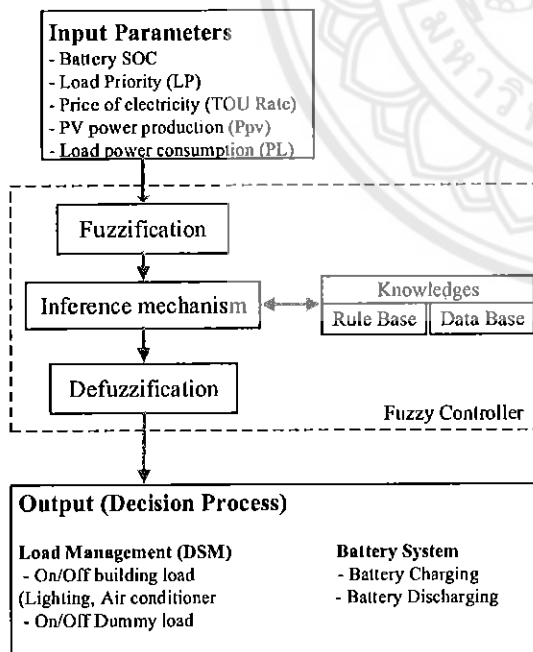 Input Parameters
- Battery SOC
- Load Priority (LP)
- Price of electricity (TOU Rate)
- PV power production (Ppv)
- Load power consumption (PL)
Fuzzification
Inference mechanism
Knowledges
Rule Base Data Base
Defuzzification
Fuzzy Controller
Output (Decision Process)
Load Management (DSM)
- On/Off building load
(Lighting, Air conditioner
- On/Off Dummy load
Battery System
- Battery Charging
- Battery Discharging